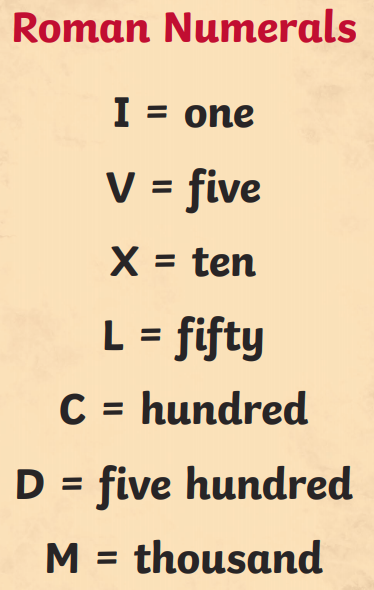 Roman Numerals
I = one
V = five
X = ten
L = fifty
C = hundred
D = five hundred
M = thousand